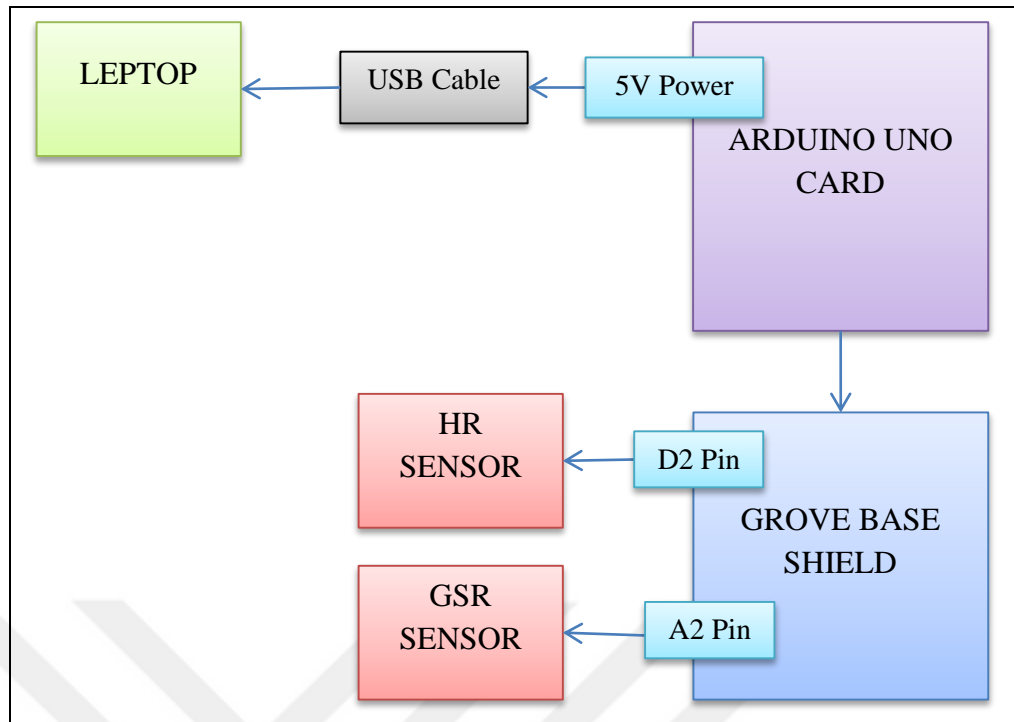 LEPTOP
USB Cable
5V Power
ARDUINO UNO
CARD
HR
SENSOR
D2 Pin
GROVE BASE
SHIELD
GSR
SENSOR
A2 Pin